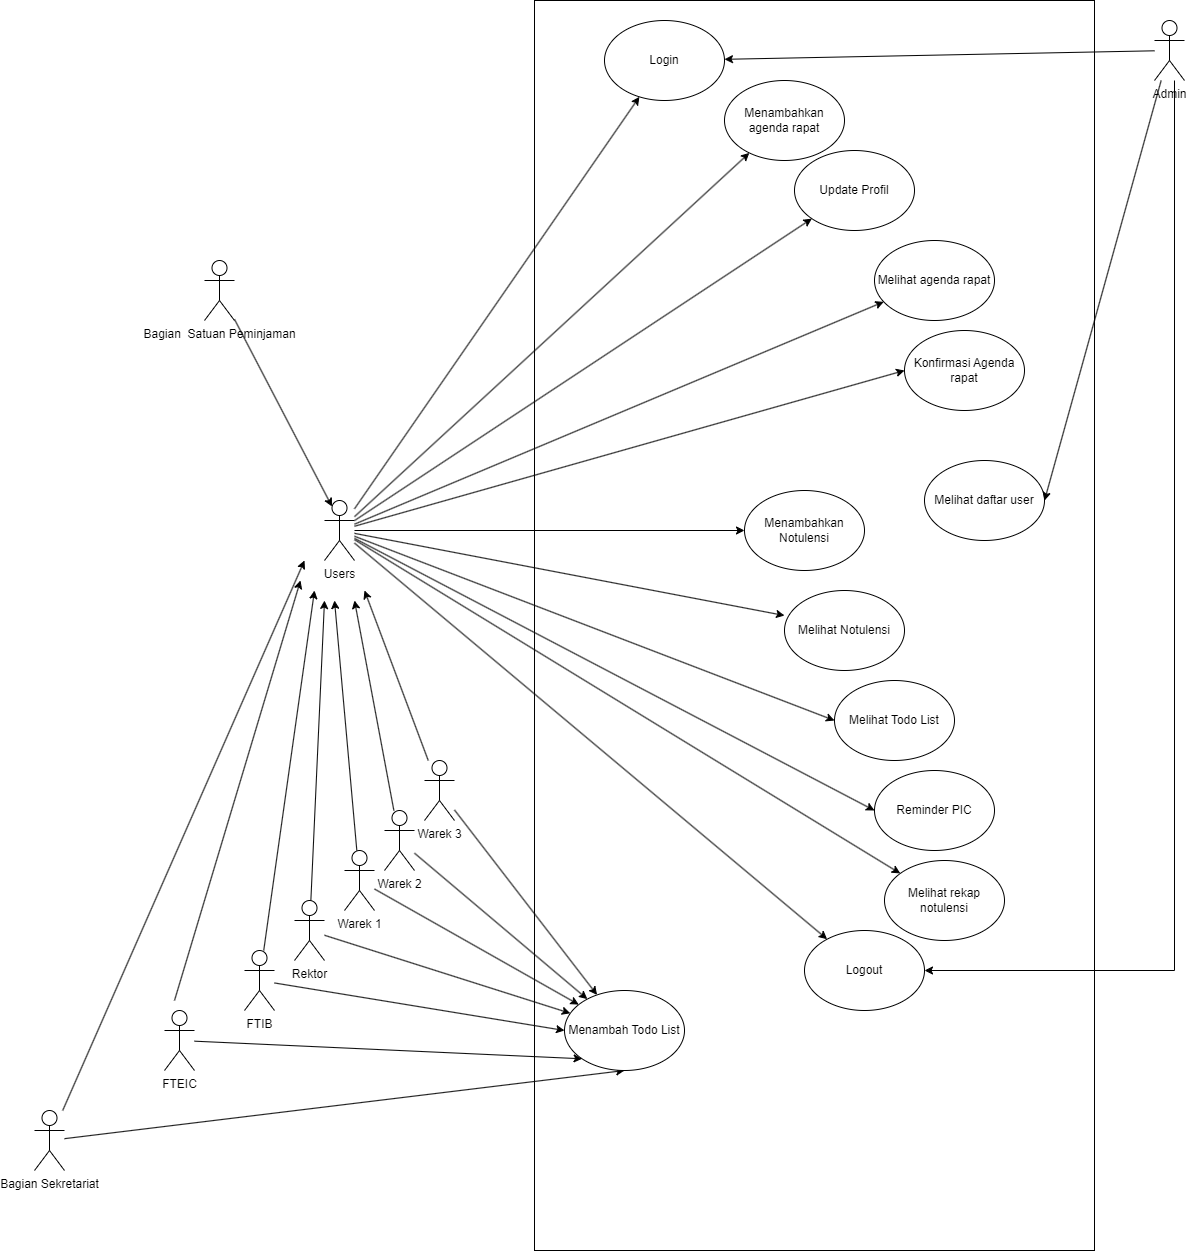 Login
Admin
Menambahkan
agenda rapat
Update Profil
Melihat agenda rapat
Bagian  Satuan Peminjaman
Konfirmasi Agenda
rapat
Melihat daftar user
Menambahkan
Notulensi
Users
Melihat Notulensi
Melihat Todo List
Reminder PIC
Warek 3
Warek 2
Melihat rekap
notulensi
Warek 1
Rektor
Logout
FTIB
Menambah Todo List
FTEIC
Bagian Sekretariat